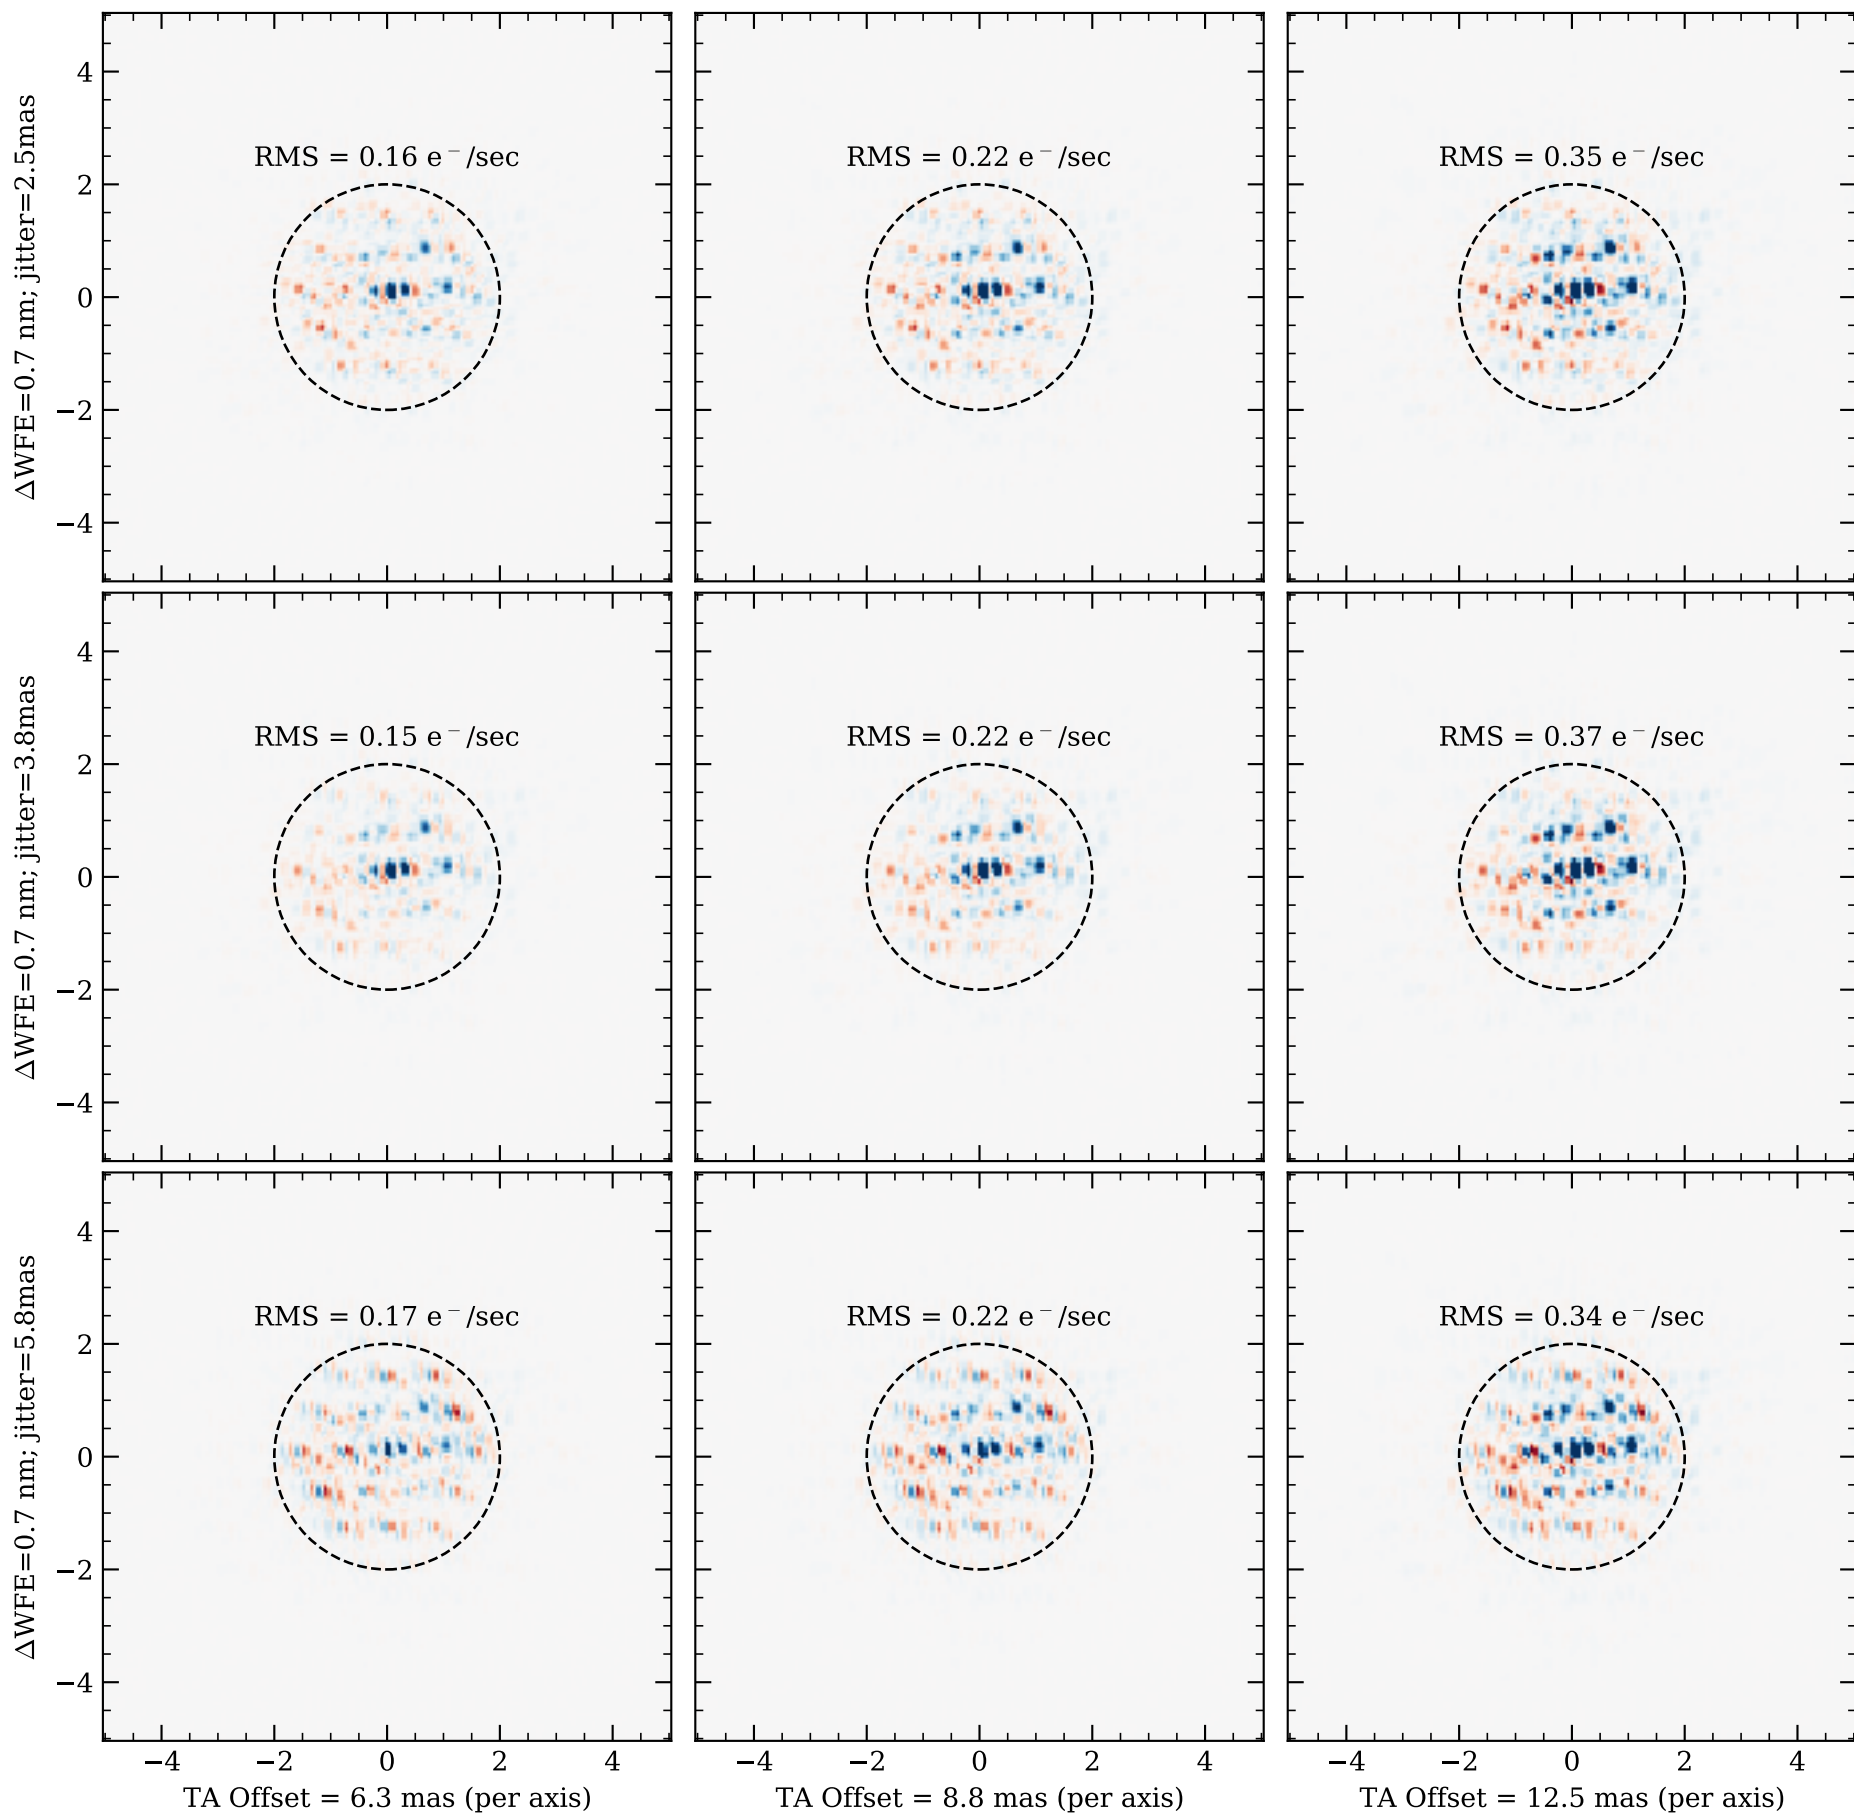 ΔWFE=0.7 nm; jitter=2.5mas
4
2
0
−2
−4
RMS = 0.16 e⁻/sec
RMS = 0.22 e⁻/sec
RMS = 0.35 e⁻/sec
ΔWFE=0.7 nm; jitter=3.8mas
4
2
0
−2
−4
RMS = 0.15 e⁻/sec
RMS = 0.22 e⁻/sec
RMS = 0.37 e⁻/sec
ΔWFE=0.7 nm; jitter=5.8mas
4
2
0
−2
−4
RMS = 0.17 e⁻/sec
RMS = 0.22 e⁻/sec
RMS = 0.34 e⁻/sec
−4 −2 0 2 4
−4 −2 0 2 4
−4 −2 0 2 4
TA Offset = 6.3 mas (per axis)
TA Offset = 8.8 mas (per axis)
TA Offset = 12.5 mas (per axis)